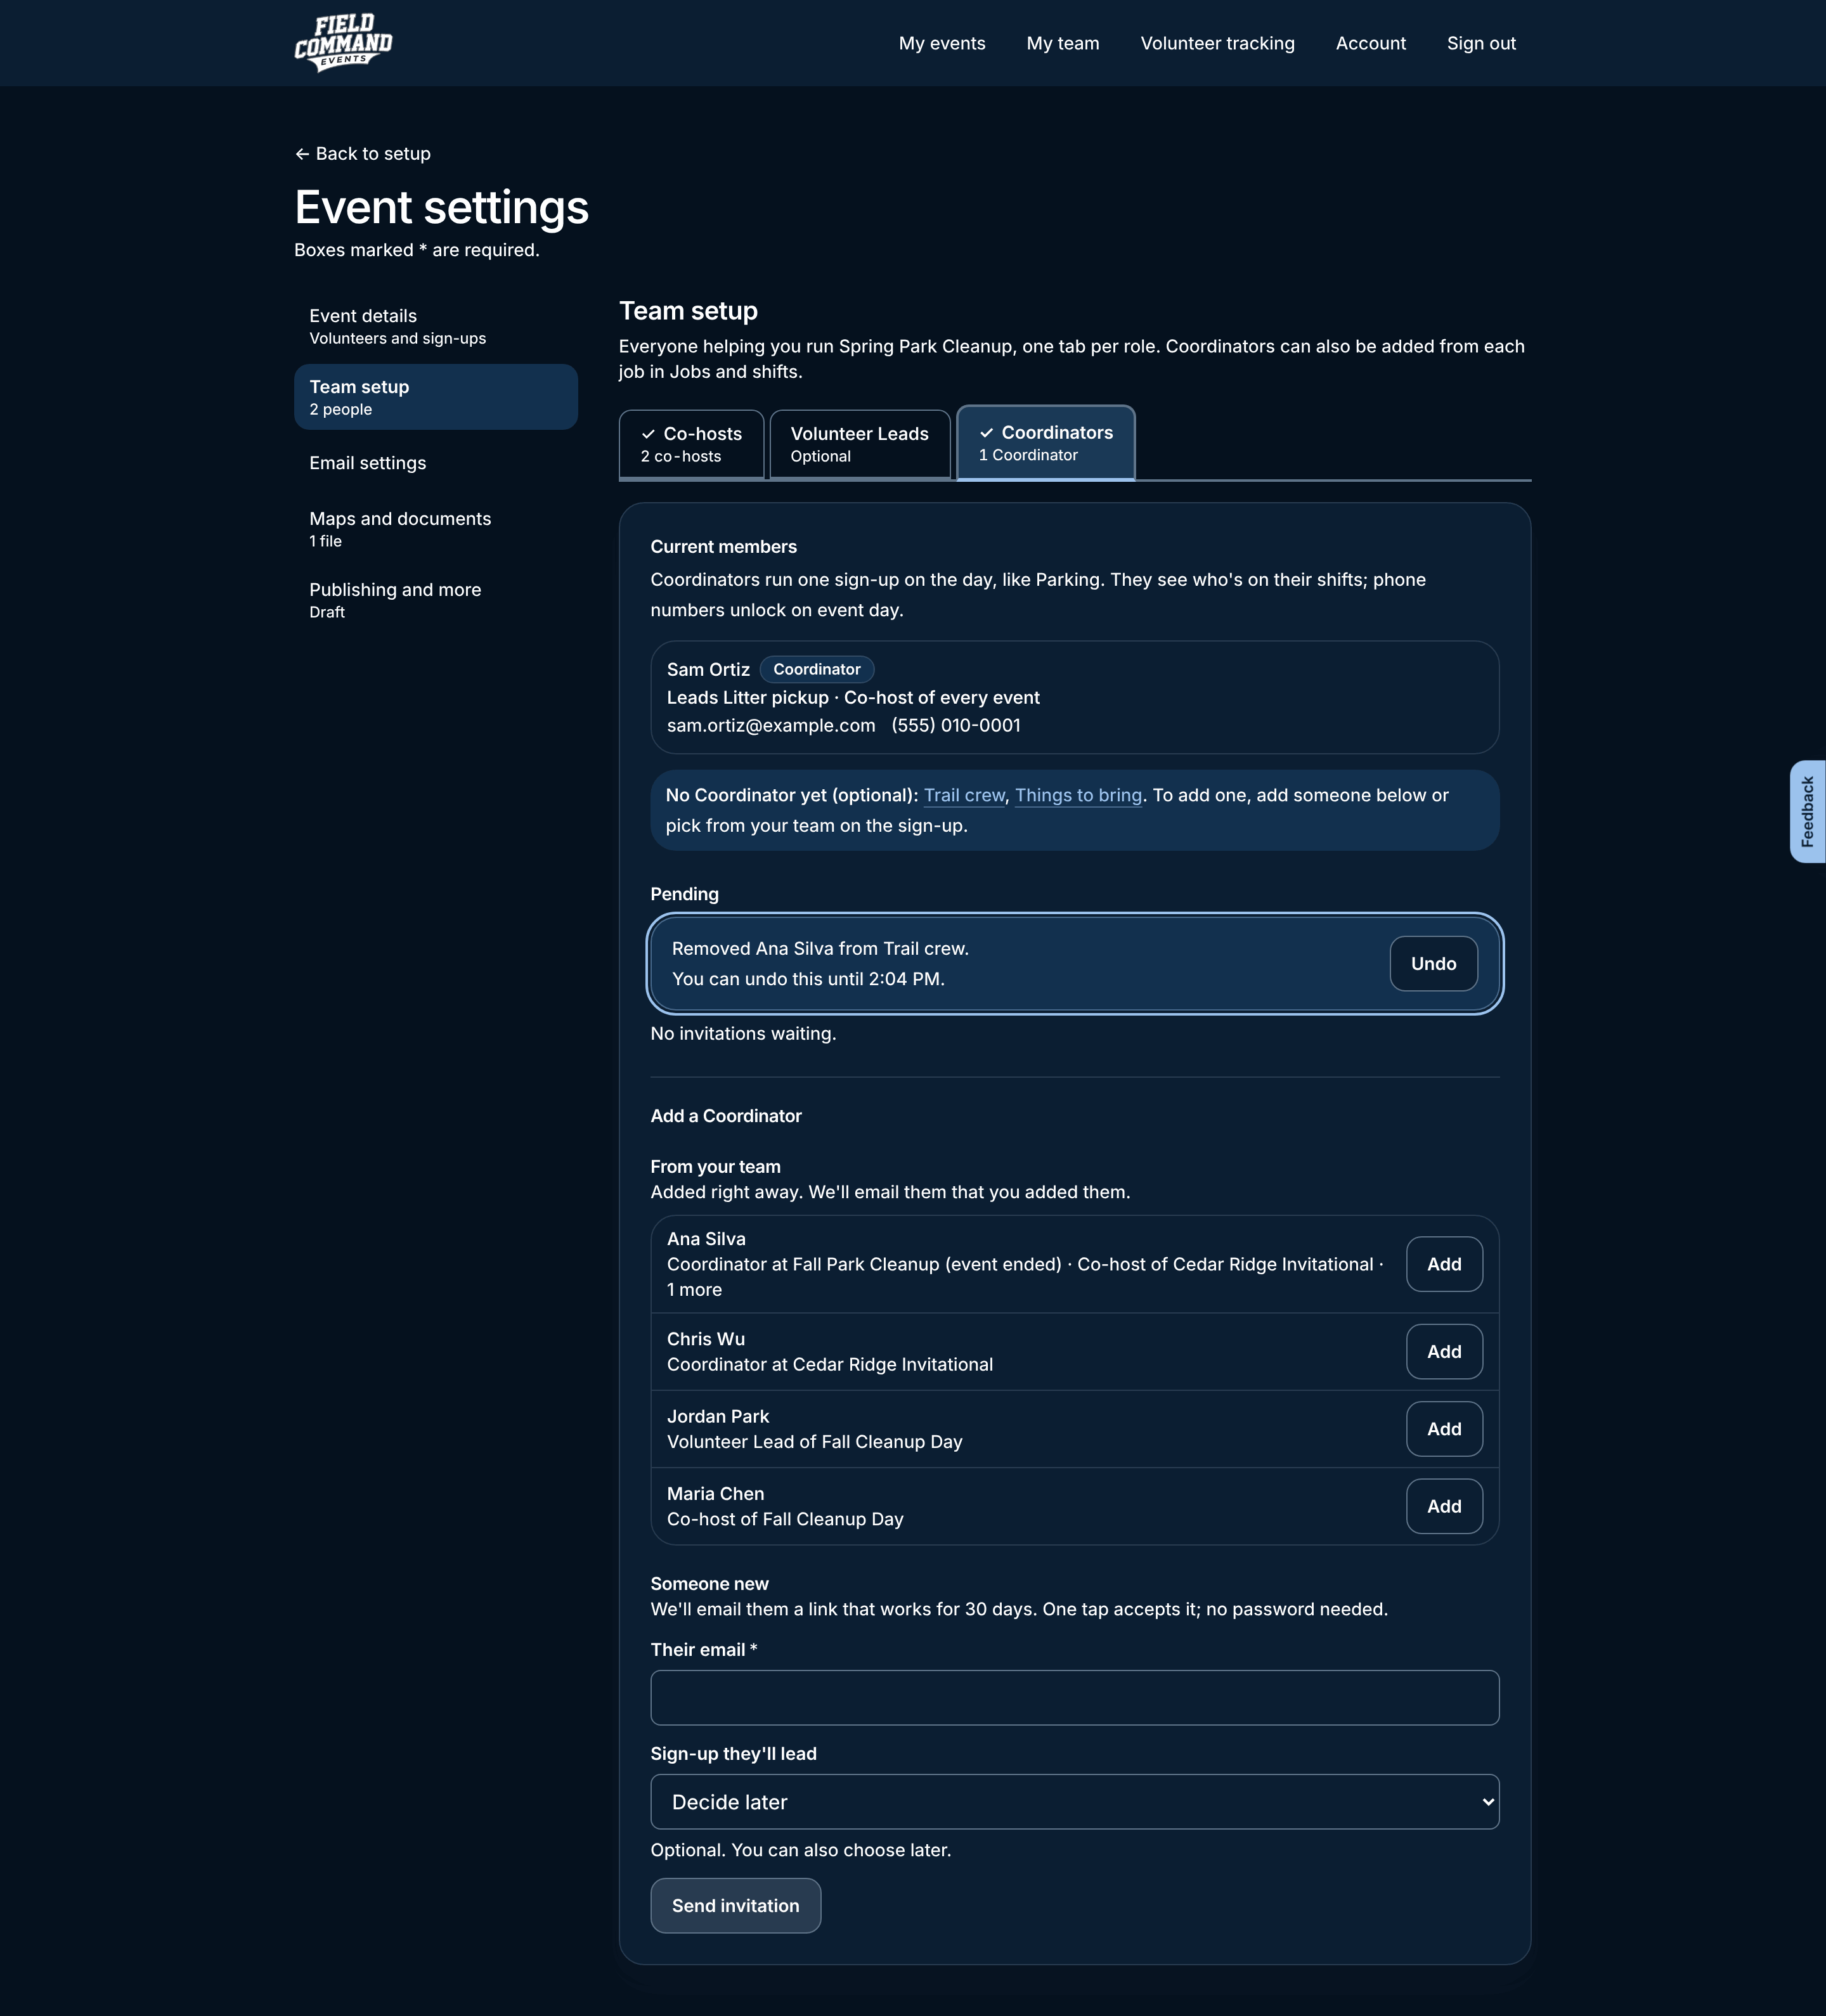 FIELD
COMMAND
EVENTS
My events
My team
Volunteer tracking
Account
Sign out
← Back to setup
Event settings
Boxes marked * are required.
Event details
Volunteers and sign-ups
Team setup
2 people
Email settings
Maps and documents
1 file
Publishing and more
Draft
Team setup
Everyone helping you run Spring Park Cleanup, one tab per role. Coordinators can also be added from each
job in Jobs and shifts.
✓ Co-hosts
2 co-hosts
Volunteer Leads
Optional
✓ Coordinators
1 Coordinator
Current members
Coordinators run one sign-up on the day, like Parking. They see who's on their shifts; phone
numbers unlock on event day.
Sam Ortiz Coordinator
Leads Litter pickup · Co-host of every event
sam.ortiz@example.com (555) 010-0001
No Coordinator yet (optional): Trail crew, Things to bring. To add one, add someone below or
pick from your team on the sign-up.
Pending
Removed Ana Silva from Trail crew.
You can undo this until 2:04 PM.
Undo
No invitations waiting.
Add a Coordinator
From your team
Added right away. We'll email them that you added them.
Ana Silva
Coordinator at Fall Park Cleanup (event ended) · Co-host of Cedar Ridge Invitational ·
1 more
Add
Chris Wu
Coordinator at Cedar Ridge Invitational
Add
Jordan Park
Volunteer Lead of Fall Cleanup Day
Add
Maria Chen
Co-host of Fall Cleanup Day
Add
Someone new
We'll email them a link that works for 30 days. One tap accepts it; no password needed.
Their email *
Sign-up they'll lead
Decide later
Optional. You can also choose later.
Send invitation
Feedback